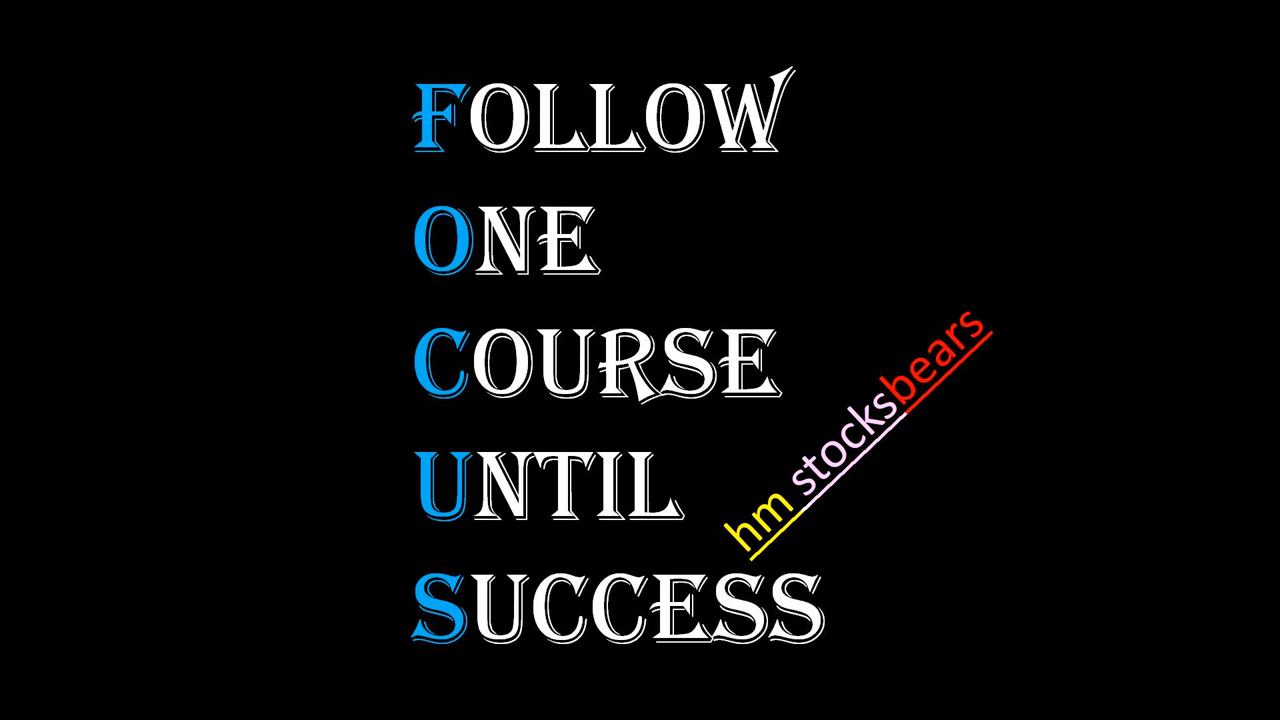 FOLLOW
ONE
COURSE
UNTIL
SUCCESS
hm stocksbears